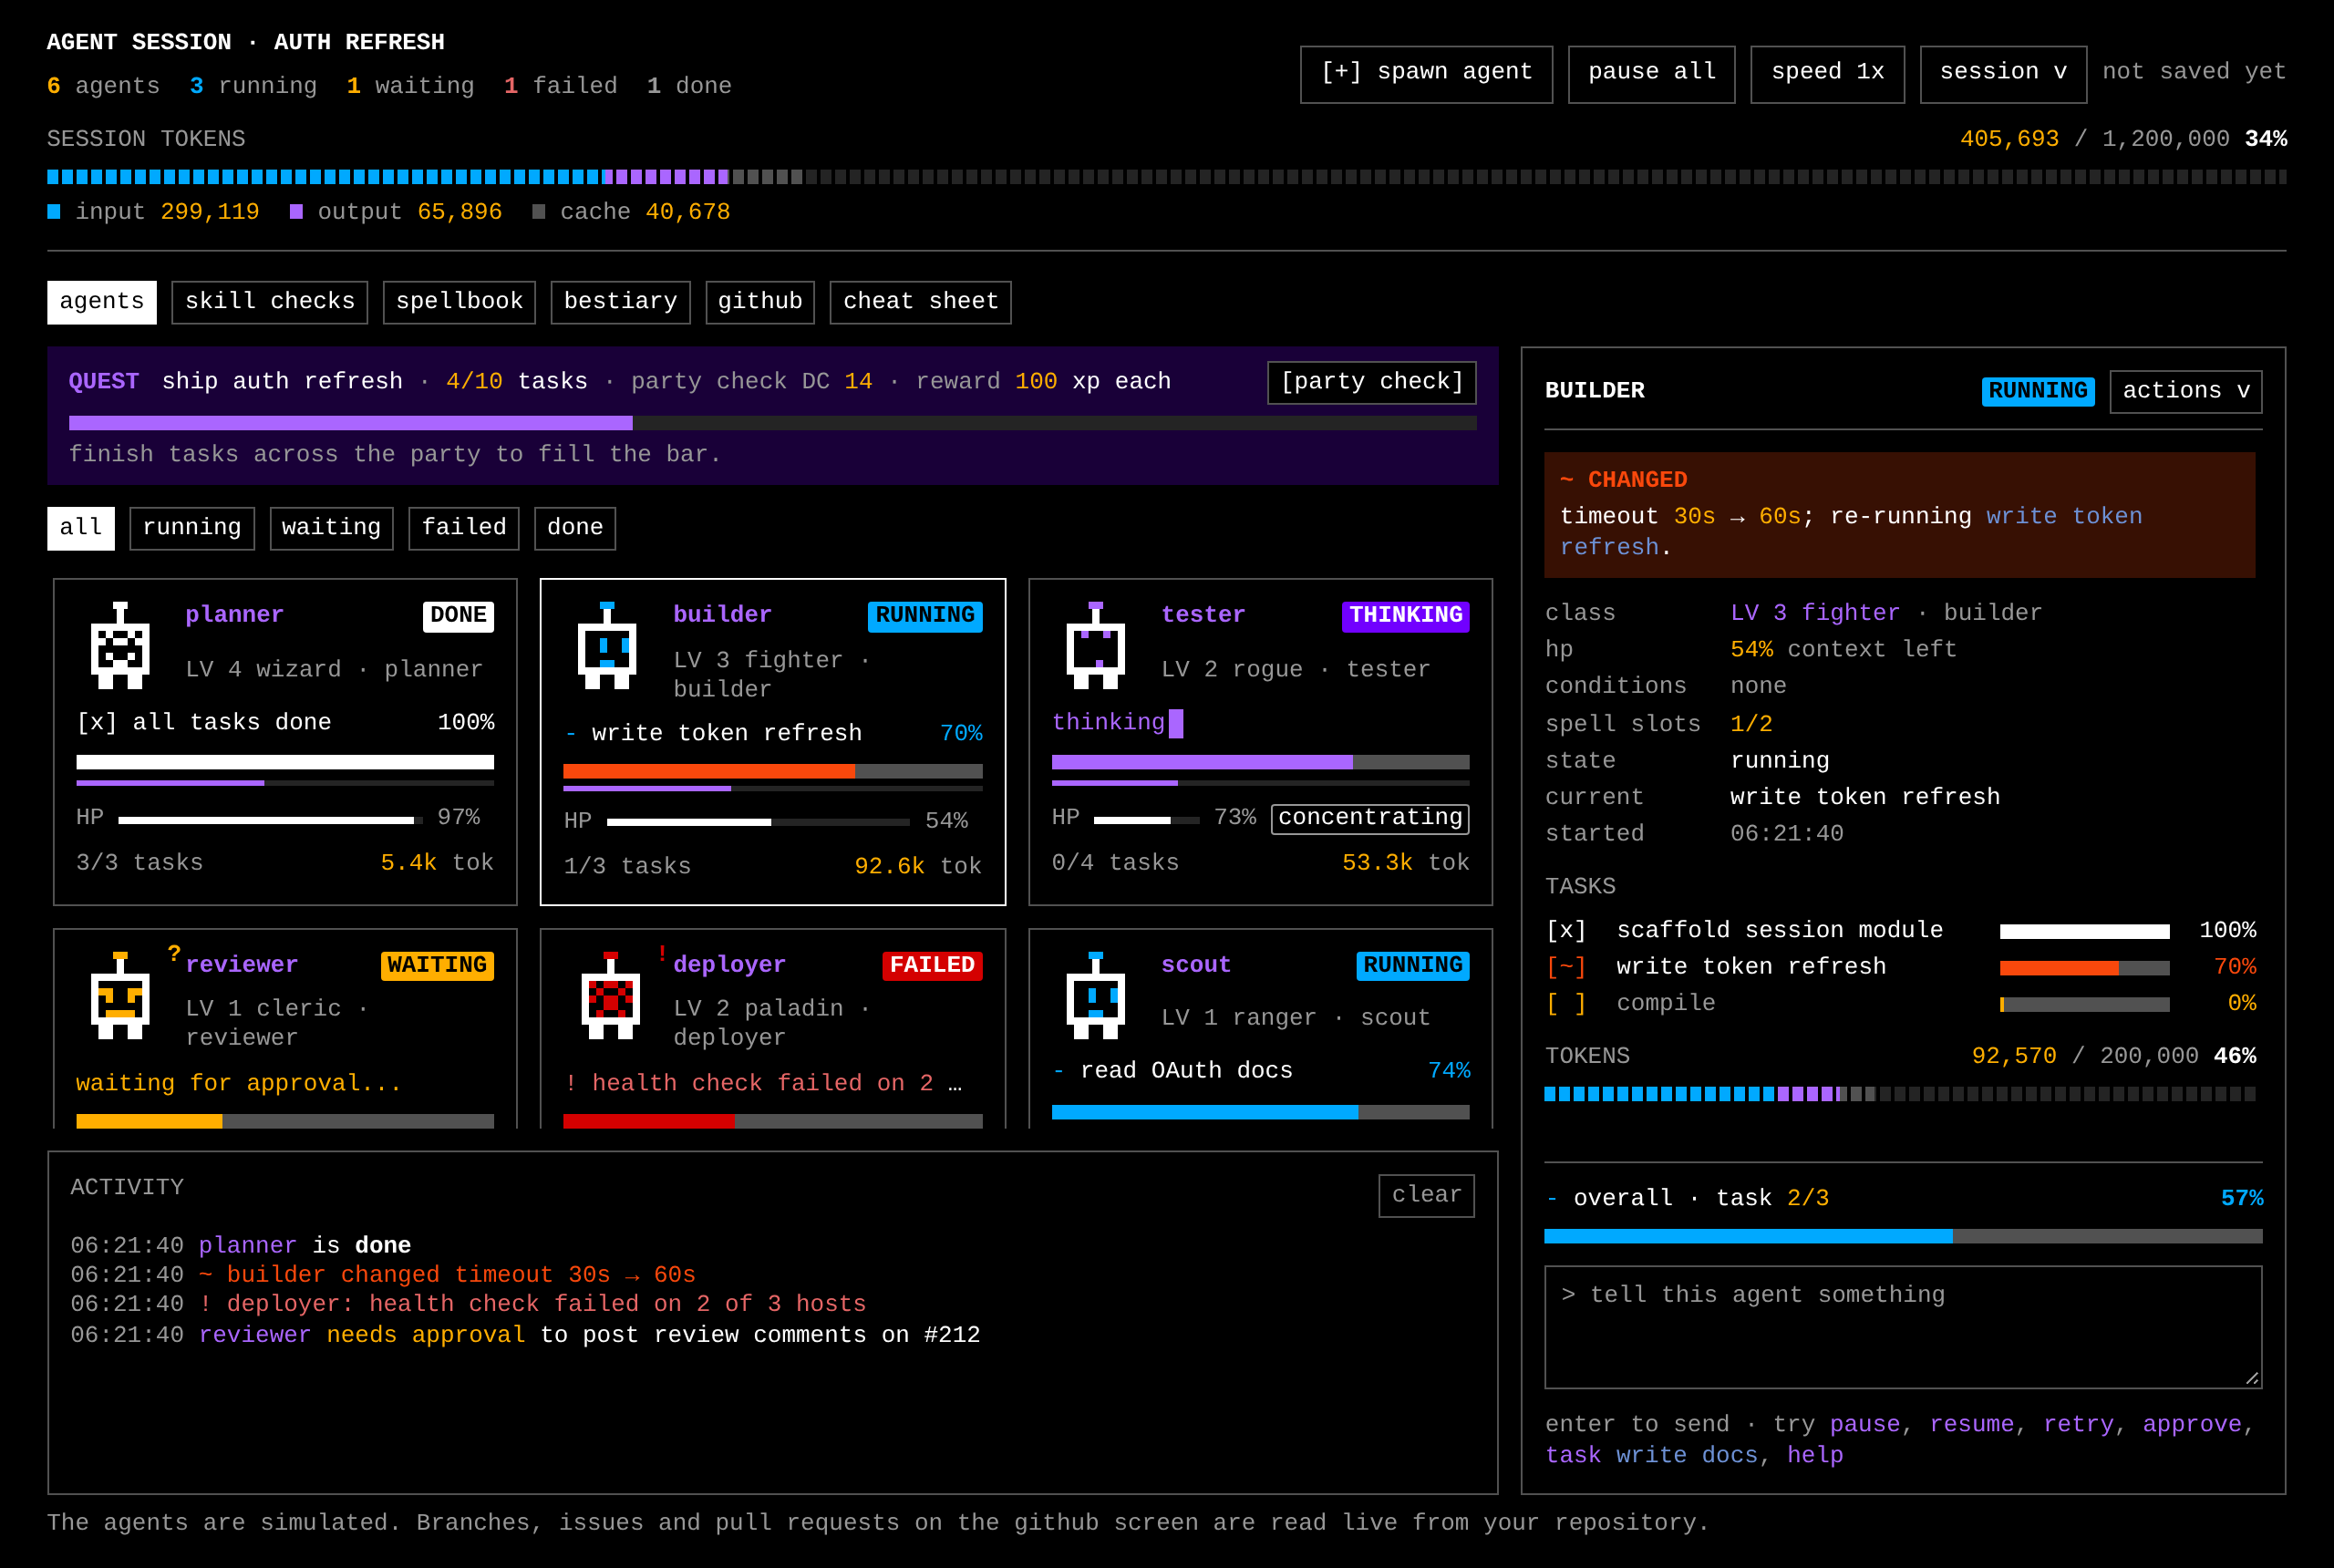 AGENT SESSION · AUTH REFRESH
6 agents 3 running 1 waiting 1 failed 1 done
[+] spawn agent
pause all
speed 1x
session v
not saved yet
SESSION TOKENS
405,693 / 1,200,000 34%
input 299,119 output 65,896 cache 40,678
agents
skill checks
spellbook
bestiary
github
cheat sheet
QUEST ship auth refresh · 4/10 tasks · party check DC 14 · reward 100 xp each
[party check]
finish tasks across the party to fill the bar.
all
running
waiting
failed
done
planner
DONE
LV 4 wizard · planner
[x] all tasks done 100%
HP 97%
3/3 tasks 5.4k tok
builder
RUNNING
LV 3 fighter ·
builder
- write token refresh 70%
HP 54%
1/3 tasks 92.6k tok
tester
THINKING
LV 2 rogue · tester
thinking
HP 73% concentrating
0/4 tasks 53.3k tok
? reviewer
WAITING
LV 1 cleric ·
reviewer
waiting for approval...
! deployer
FAILED
LV 2 paladin ·
deployer
! health check failed on 2 …
scout
RUNNING
LV 1 ranger · scout
- read OAuth docs 74%
ACTIVITY
clear
06:21:40 planner is done
06:21:40 ~ builder changed timeout 30s → 60s
06:21:40 ! deployer: health check failed on 2 of 3 hosts
06:21:40 reviewer needs approval to post review comments on #212
BUILDER
RUNNING
actions v
~ CHANGED
timeout 30s → 60s; re-running write token
refresh.
class LV 3 fighter · builder
hp 54% context left
conditions none
spell slots 1/2
state running
current write token refresh
started 06:21:40
TASKS
[x] scaffold session module 100%
[~] write token refresh 70%
[ ] compile 0%
TOKENS 92,570 / 200,000 46%
- overall · task 2/3 57%
> tell this agent something
enter to send · try pause, resume, retry, approve,
task write docs, help
The agents are simulated. Branches, issues and pull requests on the github screen are read live from your repository.